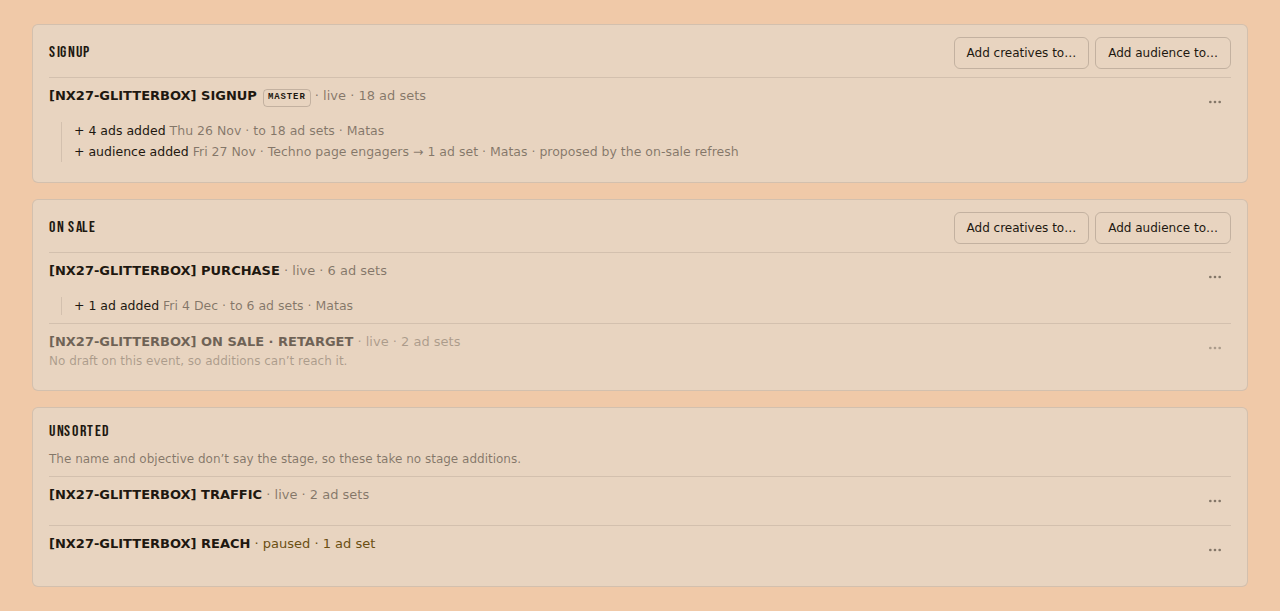 SIGNUP
Add creatives to…
Add audience to…
[NX27-GLITTERBOX] SIGNUP MASTER · live · 18 ad sets
...
+ 4 ads added Thu 26 Nov · to 18 ad sets · Matas
+ audience added Fri 27 Nov · Techno page engagers → 1 ad set · Matas · proposed by the on-sale refresh
ON SALE
Add creatives to…
Add audience to…
[NX27-GLITTERBOX] PURCHASE · live · 6 ad sets
...
+ 1 ad added Fri 4 Dec · to 6 ad sets · Matas
[NX27-GLITTERBOX] ON SALE · RETARGET · live · 2 ad sets
...
No draft on this event, so additions can’t reach it.
UNSORTED
The name and objective don’t say the stage, so these take no stage additions.
[NX27-GLITTERBOX] TRAFFIC · live · 2 ad sets
...
[NX27-GLITTERBOX] REACH · paused · 1 ad set
...